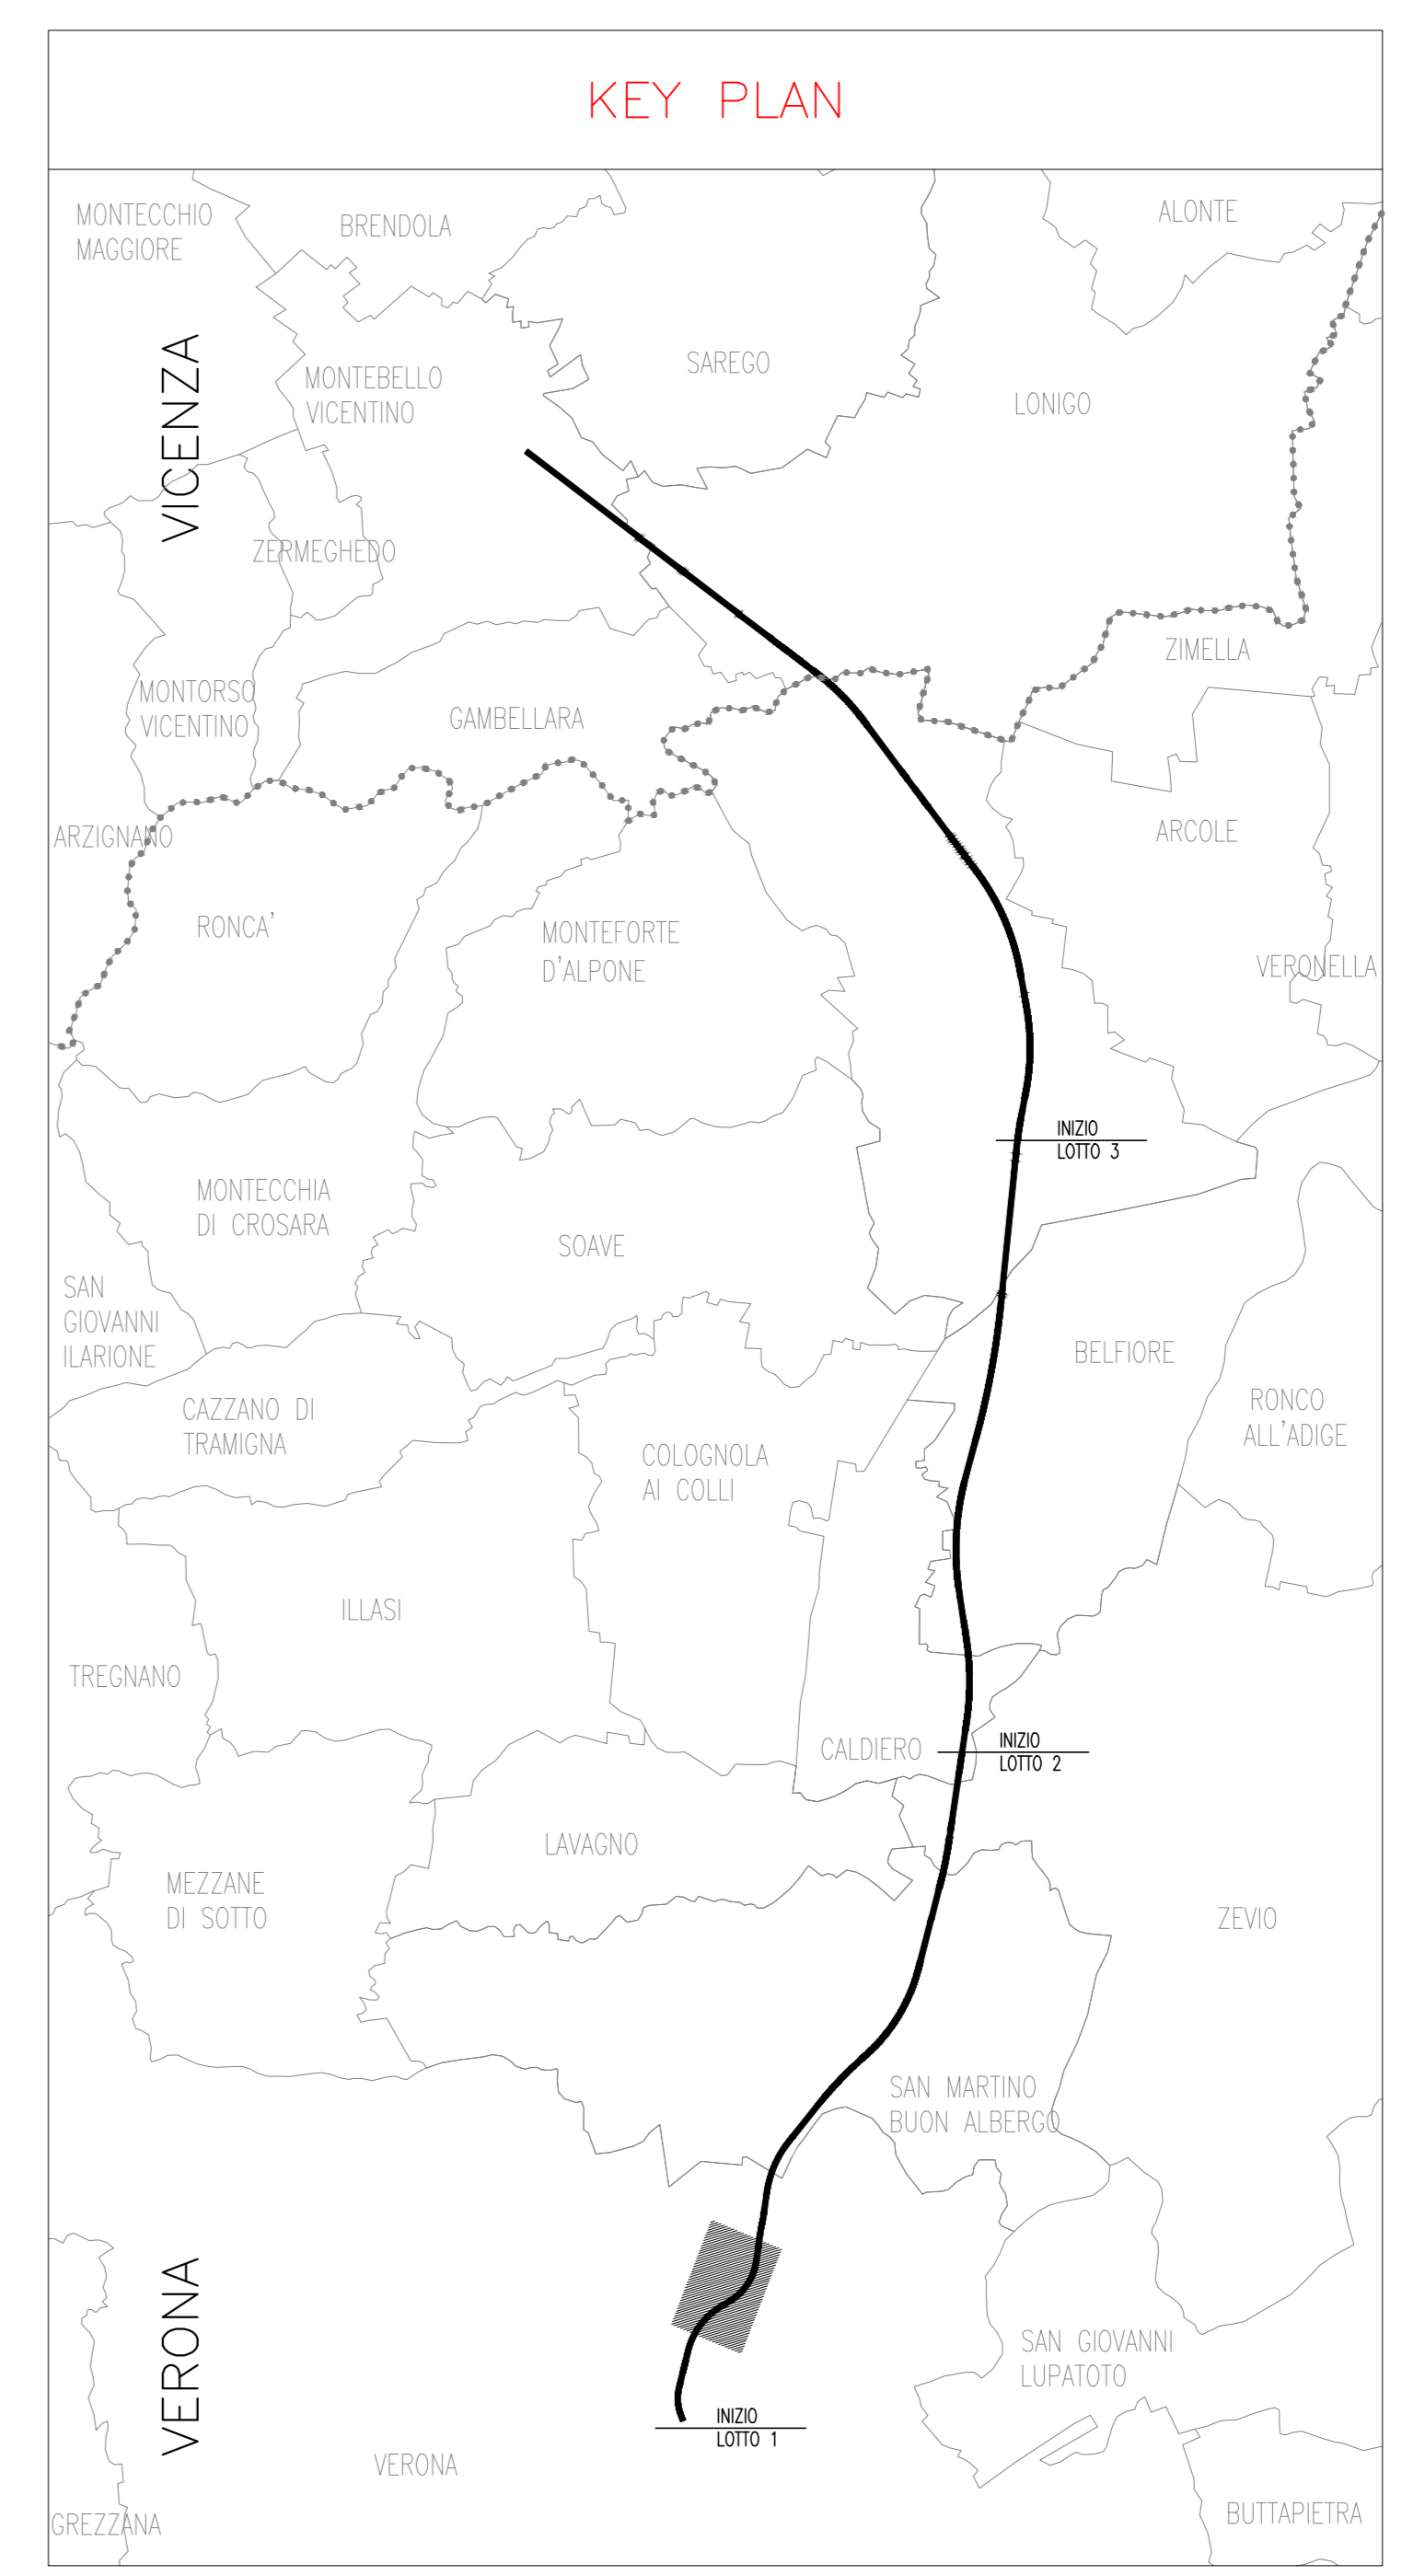 KEY PLAN
MONTECCHIO
MAGGIORE
BRENDOLA
ALONTE
VICENZA
MONTEBELLO
VICENTINO
SAREGO
LONIGO
ZERMEGHEDO
MONTORSO
VICENTINO
GAMBELLARA
ZIMELLA
ARZIGNANO
ARCOLE
RONCA'
MONTEFORTE
D'ALPONE
VERONELLA
INIZIO
LOTTO 3
MONTECCHIA
DI CROSARA
SOAVE
SAN
GIOVANNI
ILARIONE
BELFIORE
CAZZANO DI
TRAMIGNA
RONCO
ALL'ADIGE
COLOGNOLA
AI COLLI
ILLASI
TREGNANO
CALDIERO
INIZIO
LOTTO 2
LAVAGNO
MEZZANE
DI SOTTO
ZEVIO
SAN MARTINO
BUON ALBERGO
VERONA
SAN GIOVANNI
LUPATOTO
INIZIO
LOTTO 1
VERONA
GREZZANA
BUTTAPIETRA